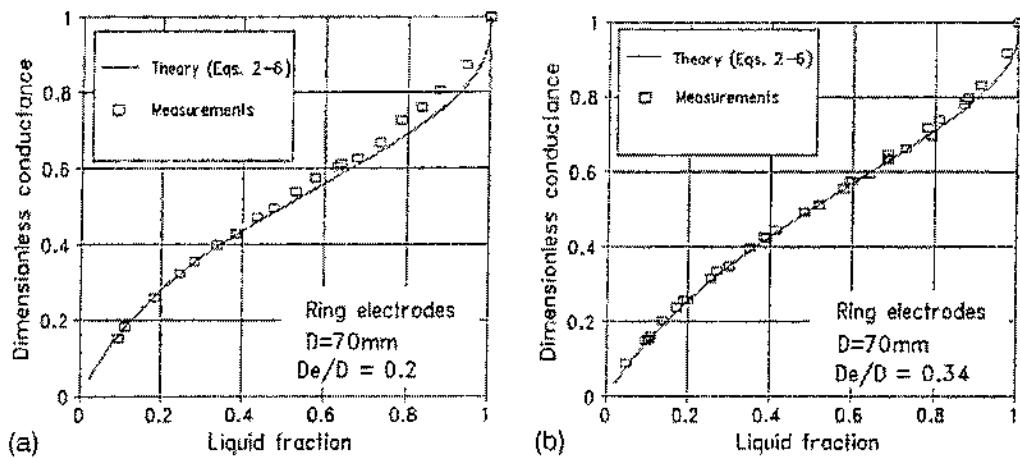 Dimensionless conductance
1
0.8
0.6
0.4
0.2
0
Theory (Eqs. 2-6)
Measurements
Ring electrodes
D=70mm
De/D = 0.2
0
0.2
0.4
0.6
0.8
1
Liquid fraction
(a)
Dimensionless conductance
1
0.8
0.6
0.4
0.2
0
Theory (Eqs. 2-6)
Measurements
Ring electrodes
D=70mm
De/D = 0.34
0
0.2
0.4
0.6
0.8
1
Liquid fraction
(b)